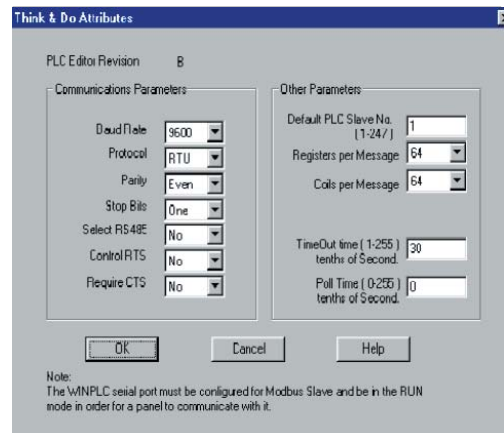 Think & Do Attributes
PLC Editor Revision B
Communications Parameters
Baud Rate 9600
Protocol RTU
Parity Even
Stop Bits One
Select RS485 No
Control RTS No
Require CTS No
Other Parameters
Default PLC Slave No.
(1-247) 1
Registers per Message 64
Coils per Message 64
TimeOut time (1-255)
tenths of Second. 30
Poll Time (0-255)
tenths of Second. 0
OK Cancel Help
Note:
The WINPLC serial port must be configured for Modbus Slave and be in the RUN
mode in order for a panel to communicate with it.